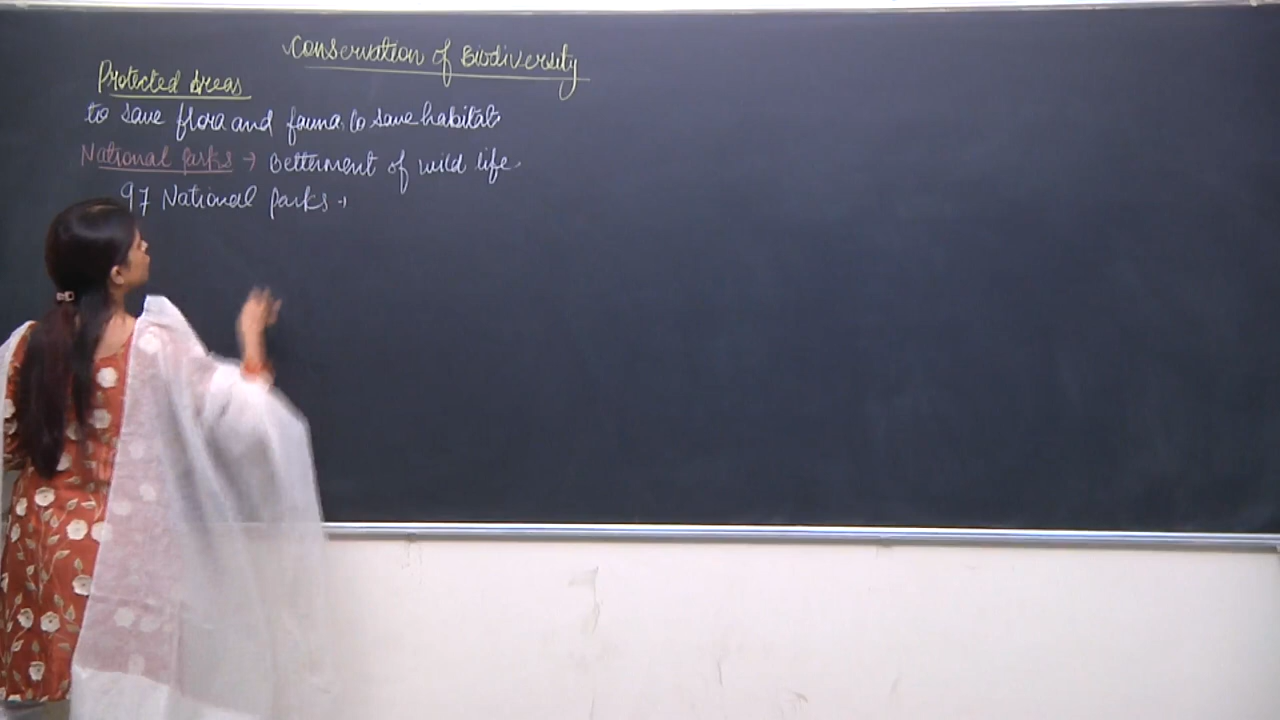 Conservation of Biodiversity
Protected Areas
to save flora and fauna, to save habitat
National parks → Betterment of wild life.
97 National parks →